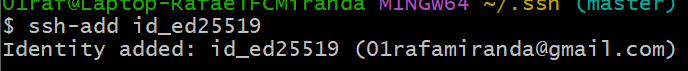 01raf@Laptop-RafaelFCMiranda MINGW64 ~/.ssh (master)
$ ssh-add id_ed25519
Identity added: id_ed25519 (01rafamiranda@gmail.com)